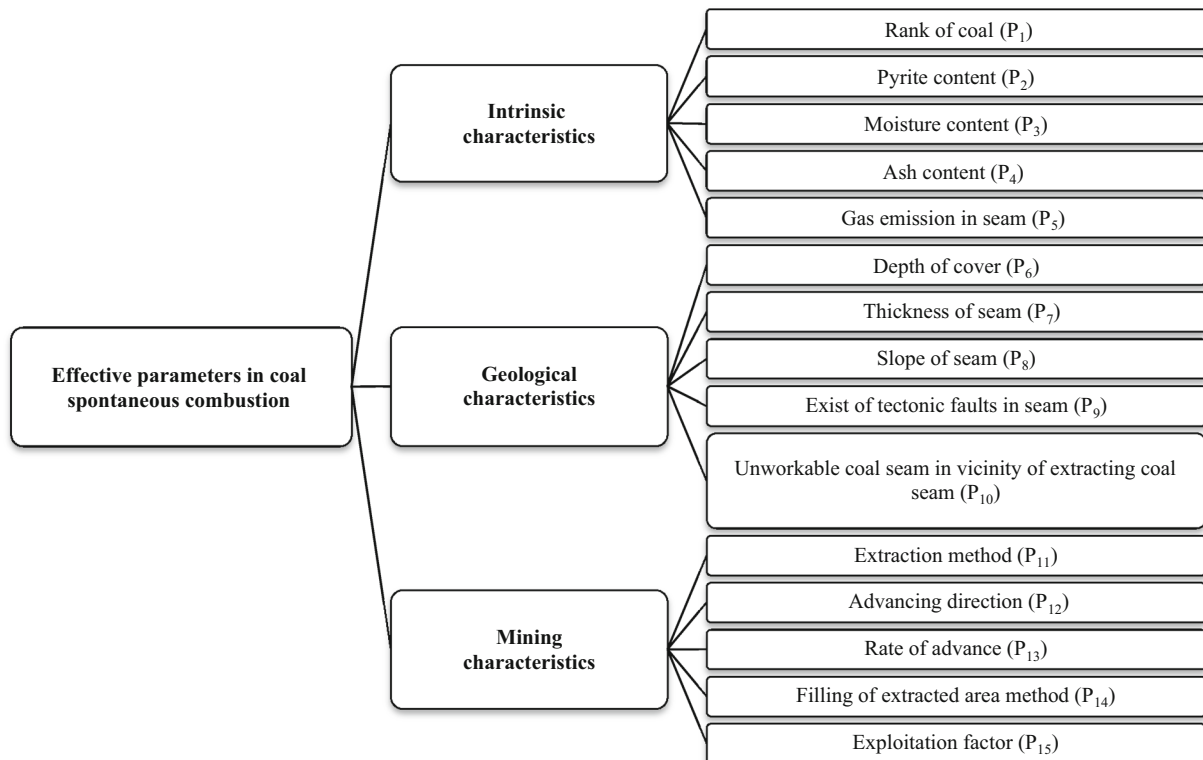 Effective parameters in coal
spontaneous combustion
Intrinsic
characteristics
Rank of coal (P₁)
Pyrite content (P₂)
Moisture content (P₃)
Ash content (P₄)
Gas emission in seam (P₅)
Geological
characteristics
Depth of cover (P₆)
Thickness of seam (P₇)
Slope of seam (P₈)
Exist of tectonic faults in seam (P₉)
Unworkable coal seam in vicinity of extracting coal
seam (P₁₀)
Mining
characteristics
Extraction method (P₁₁)
Advancing direction (P₁₂)
Rate of advance (P₁₃)
Filling of extracted area method (P₁₄)
Exploitation factor (P₁₅)